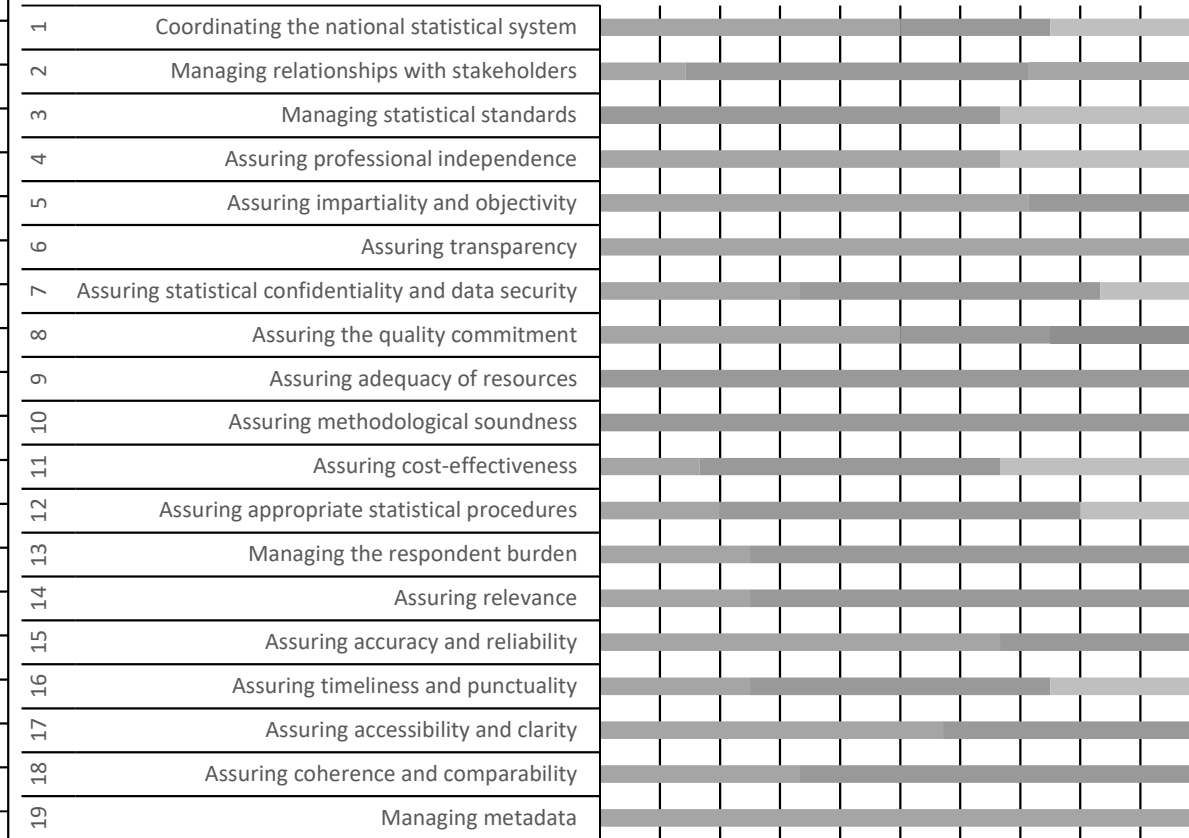 1 Coordinating the national statistical system
2 Managing relationships with stakeholders
3 Managing statistical standards
4 Assuring professional independence
5 Assuring impartiality and objectivity
6 Assuring transparency
7 Assuring statistical confidentiality and data security
8 Assuring the quality commitment
9 Assuring adequacy of resources
10 Assuring methodological soundness
11 Assuring cost-effectiveness
12 Assuring appropriate statistical procedures
13 Managing the respondent burden
14 Assuring relevance
15 Assuring accuracy and reliability
16 Assuring timeliness and punctuality
17 Assuring accessibility and clarity
18 Assuring coherence and comparability
19 Managing metadata